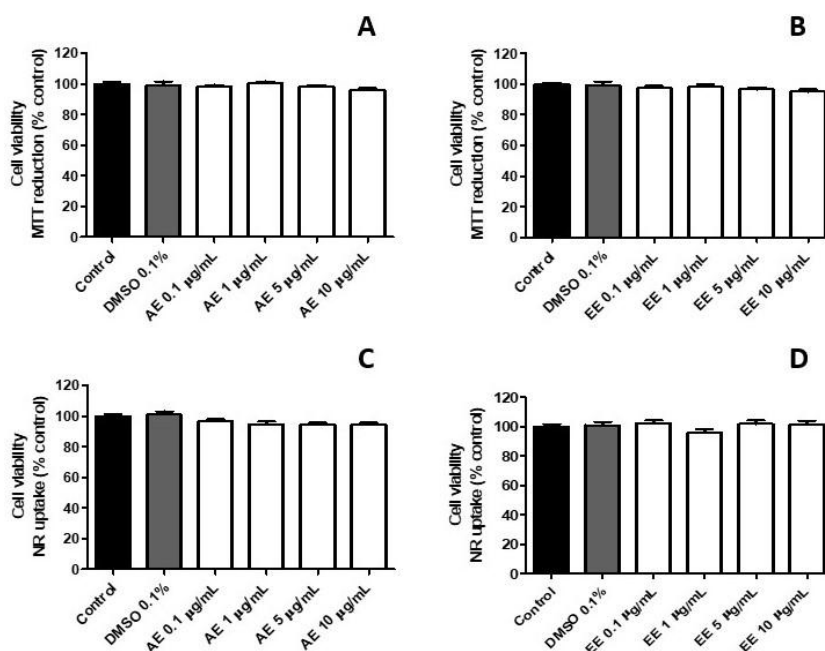 A
Cell viability
MTT reduction (% control)
120
100
80
60
40
20
0
Control
DMSO 0.1%
AE 0.1 µg/mL
AE 1 µg/mL
AE 5 µg/mL
AE 10 µg/mL
B
Cell viability
MTT reduction (% control)
120
100
80
60
40
20
0
Control
DMSO 0.1%
EE 0.1 µg/mL
EE 1 µg/mL
EE 5 µg/mL
EE 10 µg/mL
C
Cell viability
NR uptake (% control)
120
100
80
60
40
20
0
Control
DMSO 0.1%
AE 0.1 µg/mL
AE 1 µg/mL
AE 5 µg/mL
AE 10 µg/mL
D
Cell viability
NR uptake (% control)
120
100
80
60
40
20
0
Control
DMSO 0.1%
EE 0.1 µg/mL
EE 1 µg/mL
EE 5 µg/mL
EE 10 µg/mL